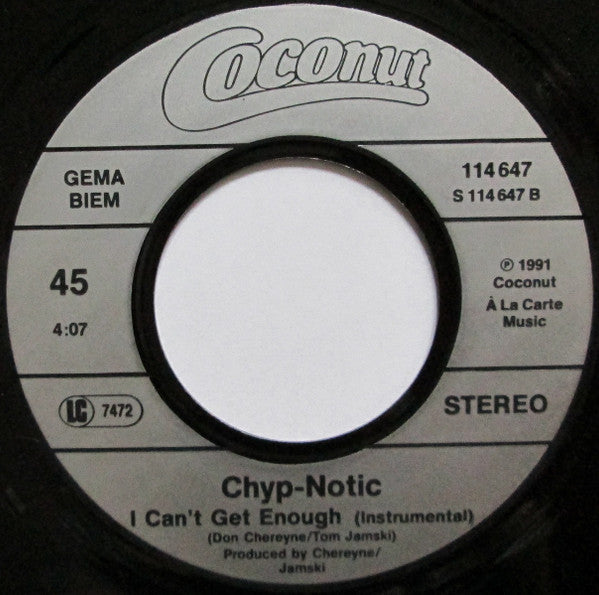 Coconut
GEMA
BIEM
114 647
S 114 647 B
45
4:07
℗ 1991
Coconut
À La Carte
Music
LC 7472
STEREO
Chyp-Notic
I Can't Get Enough (Instrumental)
(Don Chereyne/Tom Jamski)
Produced by Chereyne/
Jamski